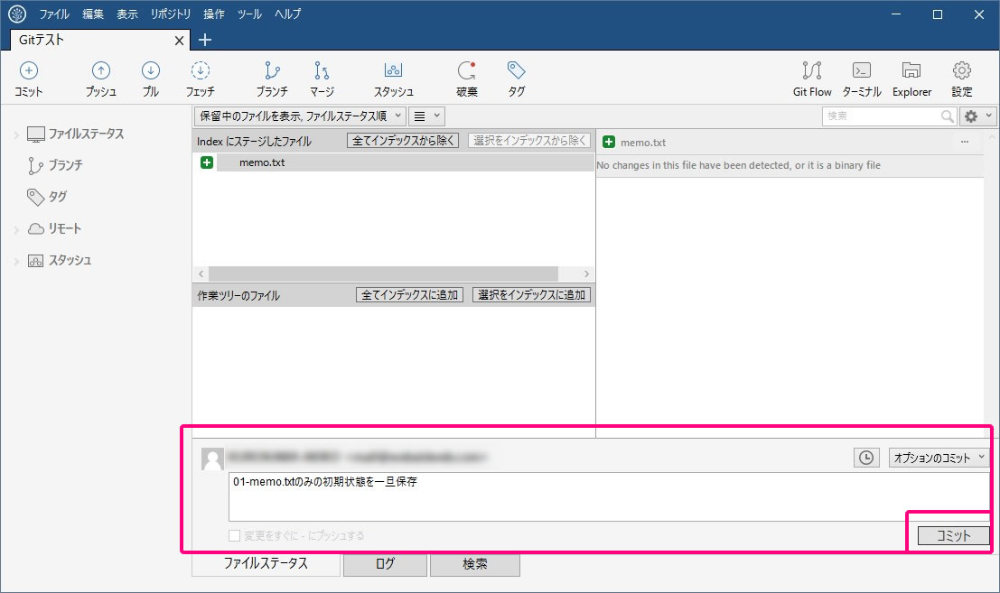 ファイル 編集 表示 リポジトリ 操作 ツール ヘルプ
Gitテスト
コミット プッシュ プル フェッチ ブランチ マージ スタッシュ 破棄 タグ Git Flow ターミナル Explorer 設定
保留中のファイルを表示, ファイルステータス順 検索
ファイルステータス
ブランチ
タグ
リモート
スタッシュ
Index にステージしたファイル 全てインデックスから除く 選択をインデックスから除く
memo.txt
memo.txt
No changes in this file have been detected, or it is a binary file
作業ツリーのファイル 全てインデックスに追加 選択をインデックスに追加
オプションのコミット
01-memo.txtのみの初期状態を一旦保存
変更をすぐに - にプッシュする
コミット
ファイルステータス ログ 検索